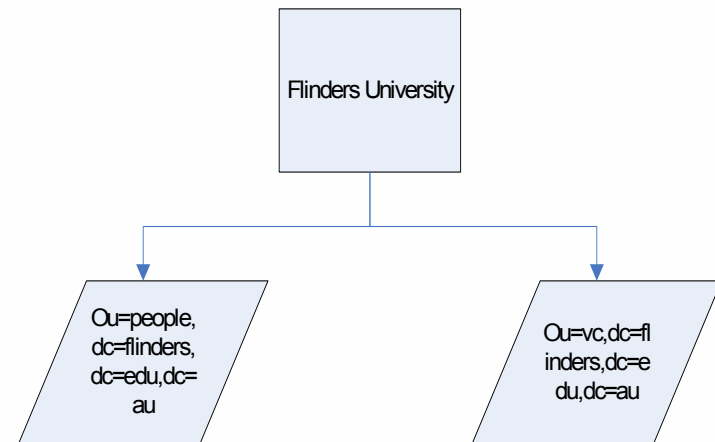 Flinders University
Ou=people,
dc=flinders,
dc=edu,dc=
au
Ou=vc,dc=fl
inders,dc=e
du,dc=au